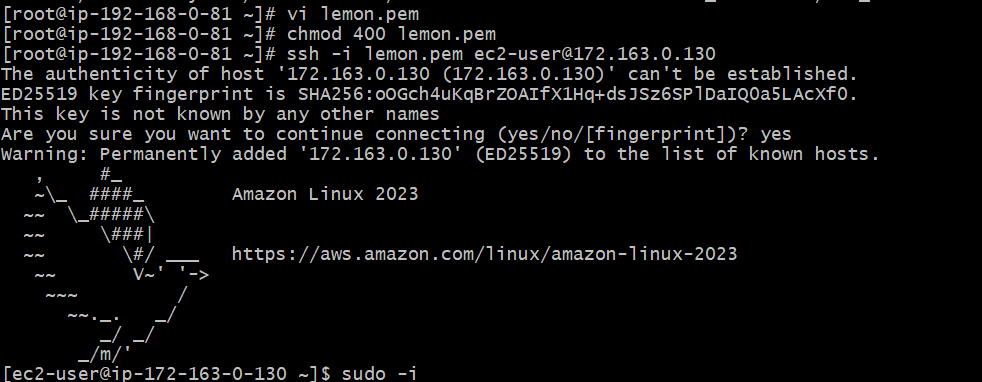 [root@ip-192-168-0-81 ~]# vi lemon.pem
[root@ip-192-168-0-81 ~]# chmod 400 lemon.pem
[root@ip-192-168-0-81 ~]# ssh -i lemon.pem ec2-user@172.163.0.130
The authenticity of host '172.163.0.130 (172.163.0.130)' can't be established.
ED25519 key fingerprint is SHA256:oOGch4uKqBrZOAIfX1Hq+dsJSz6SPlDaIQ0a5LAcXf0.
This key is not known by any other names
Are you sure you want to continue connecting (yes/no/[fingerprint])? yes
Warning: Permanently added '172.163.0.130' (ED25519) to the list of known hosts.
   ,     #_
   ~\_  ####_        Amazon Linux 2023
  ~~  \_#####\
  ~~     \###|
  ~~       \#/ ___   https://aws.amazon.com/linux/amazon-linux-2023
   ~~       V~' '->
    ~~~         /
      ~~._.   _/
         _/ _/
       _/m/'
[ec2-user@ip-172-163-0-130 ~]$ sudo -i